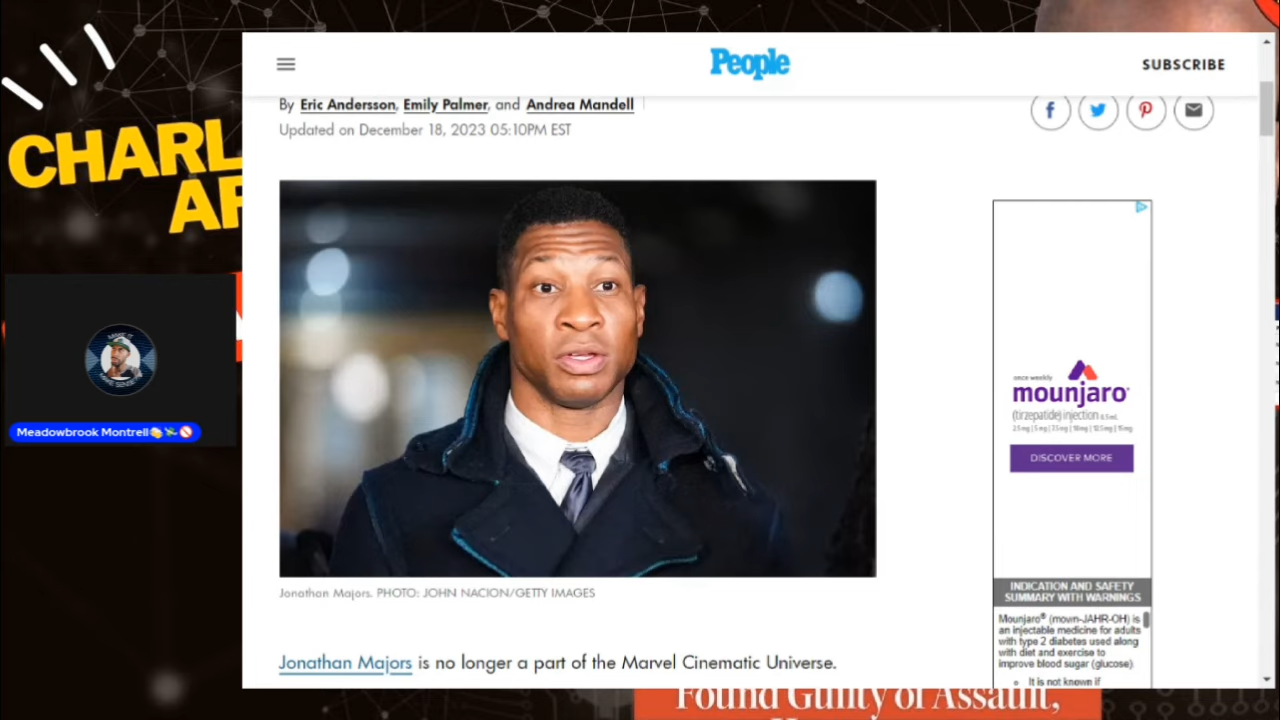 People
SUBSCRIBE
By Eric Andersson, Emily Palmer, and Andrea Mandell
Updated on December 18, 2023 05:10PM EST
CHARL
AF
Meadowbrook Montrell
once weekly
mounjaro
(tirzepatide) injection
DISCOVER MORE
INDICATION AND SAFETY
SUMMARY WITH WARNINGS
Mounjaro® (mown-JAHR-OH) is
an injectable medicine for adults
with type 2 diabetes used along
with diet and exercise to
improve blood sugar (glucose).
It is not known if
Jonathan Majors. PHOTO: JOHN NACION/GETTY IMAGES
Jonathan Majors is no longer a part of the Marvel Cinematic Universe.
Found Guilty of Assault,